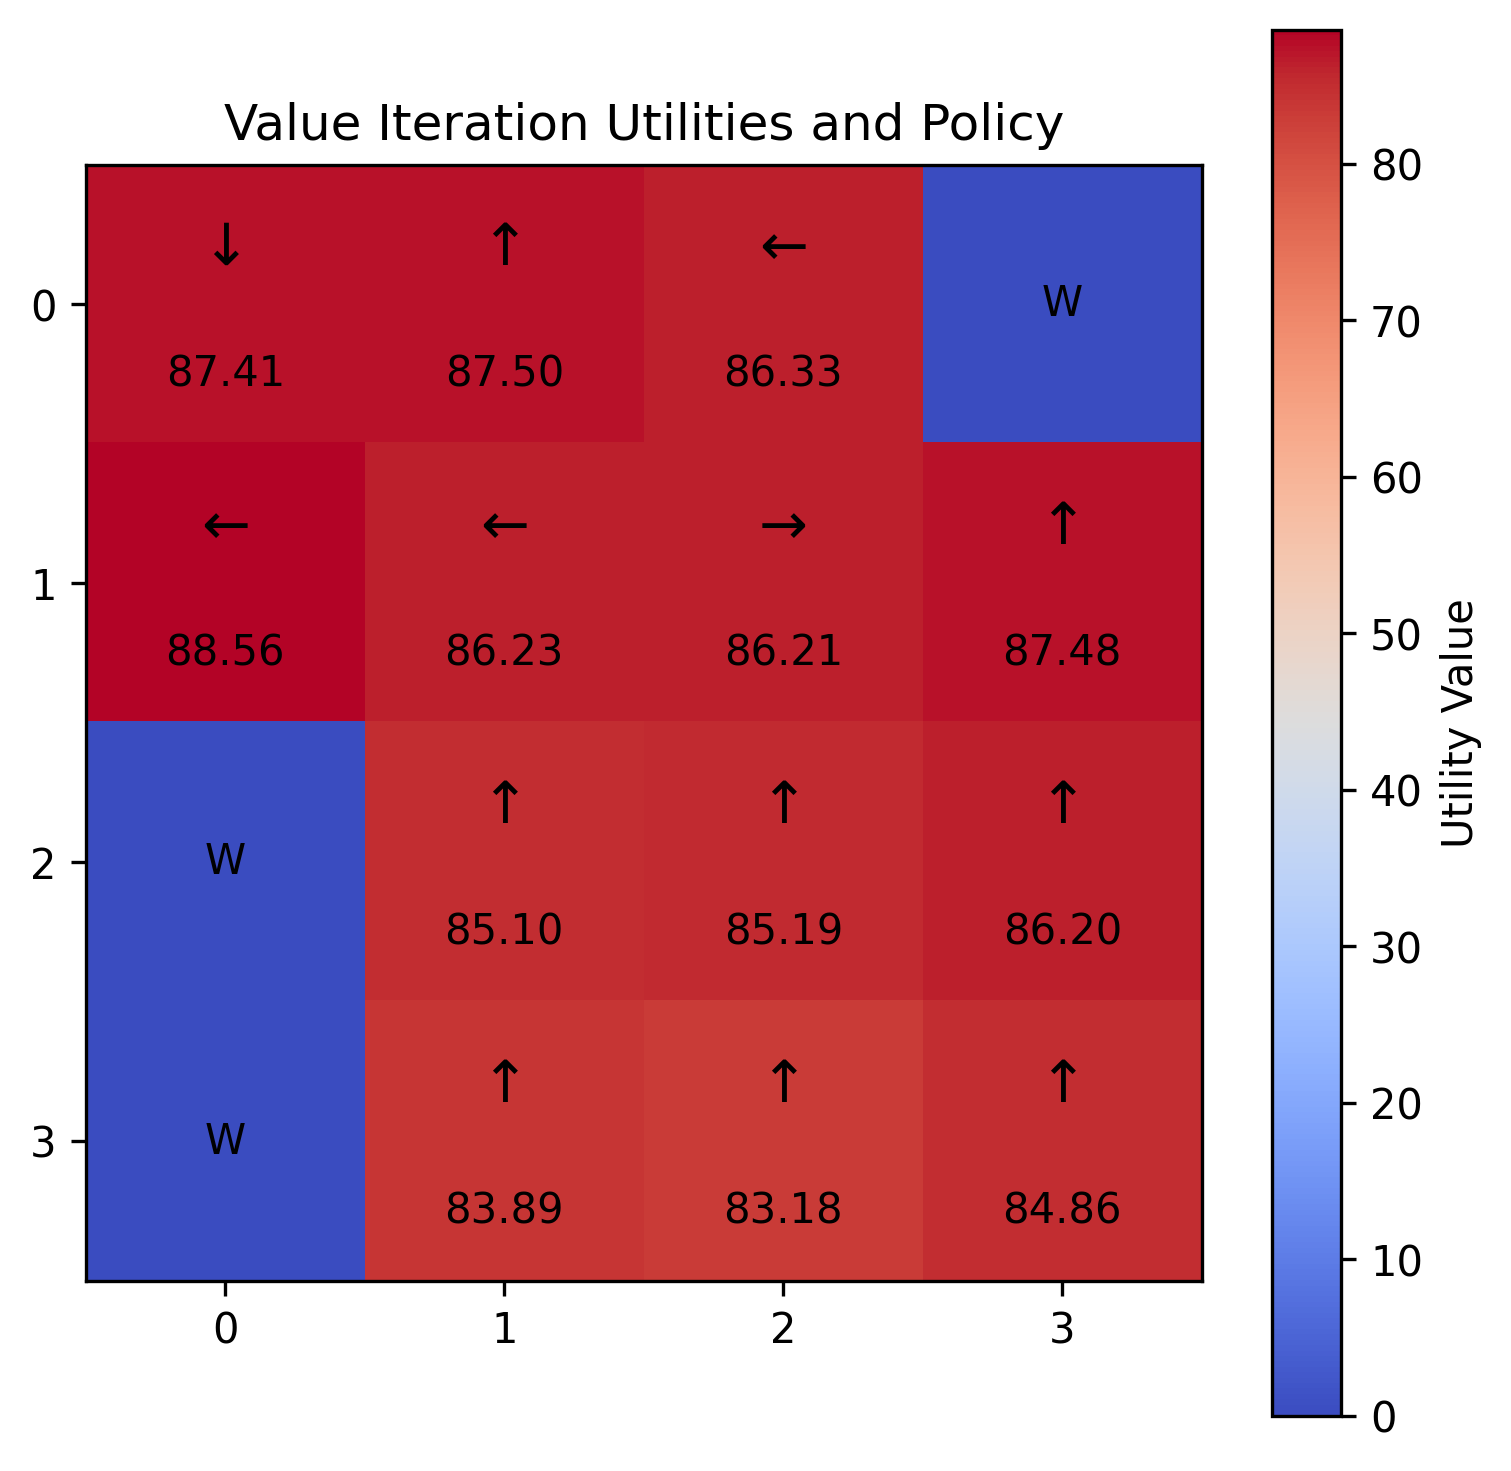 Value Iteration Utilities and Policy
↓ ↑ ←
0 W
87.41 87.50 86.33
← ← → ↑
1
88.56 86.23 86.21 87.48
↑ ↑ ↑
2 W
85.10 85.19 86.20
↑ ↑ ↑
3 W
83.89 83.18 84.86
0 1 2 3
80
70
60
50
40
30
20
10
0
Utility Value